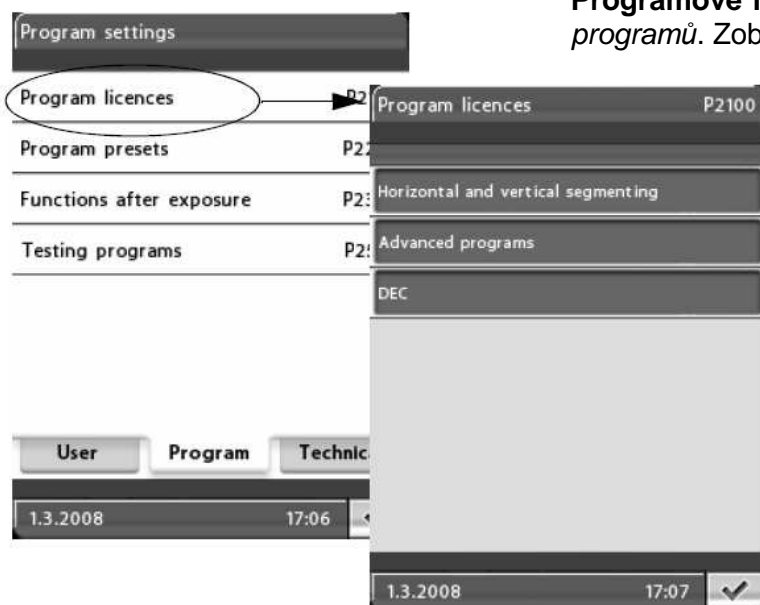 Programové
programů. Zob
Program settings
Program licences
Program presets
Functions after exposure
Testing programs
User Program
1.3.2008 17:06
Program licences P2100
Horizontal and vertical segmenting
Advanced programs
DEC
1.3.2008 17:07